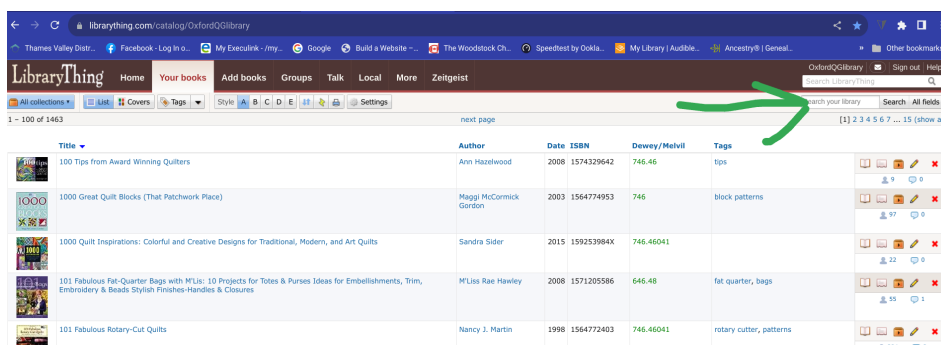 librarything.com/catalog/OxfordQGlibrary
Thames Valley Distr... Facebook - Log In o... My Execulink - /my... Google Build a Website –... The Woodstock Ch... Speedtest by Ookla... My Library | Audible... Ancestry® | Geneal... » Other bookmark
LibraryThing Home Your books Add books Groups Talk Local More Zeitgeist
OxfordQGlibrary Sign out Help
Search LibraryThing
All collections List Covers Tags Style A B C D E Settings
earch your library Search All fields
1 – 100 of 1463 next page [1] 2 3 4 5 6 7 ... 15 (show a
Title Author Date ISBN Dewey/Melvil Tags
100 Tips from Award Winning Quilters Ann Hazelwood 2008 1574329642 746.46 tips
9 0
1000 Great Quilt Blocks (That Patchwork Place) Maggi McCormick 2003 1564774953 746 block patterns
Gordon
97 0
1000 Quilt Inspirations: Colorful and Creative Designs for Traditional, Modern, and Art Quilts Sandra Sider 2015 159253984X 746.46041
22 0
101 Fabulous Fat-Quarter Bags with M'Lis: 10 Projects for Totes & Purses Ideas for Embellishments, Trim, M'Liss Rae Hawley 2008 1571205586 646.48 fat quarter, bags
Embroidery & Beads Stylish Finishes-Handles & Closures
55 1
101 Fabulous Rotary-Cut Quilts Nancy J. Martin 1998 1564772403 746.46041 rotary cutter, patterns